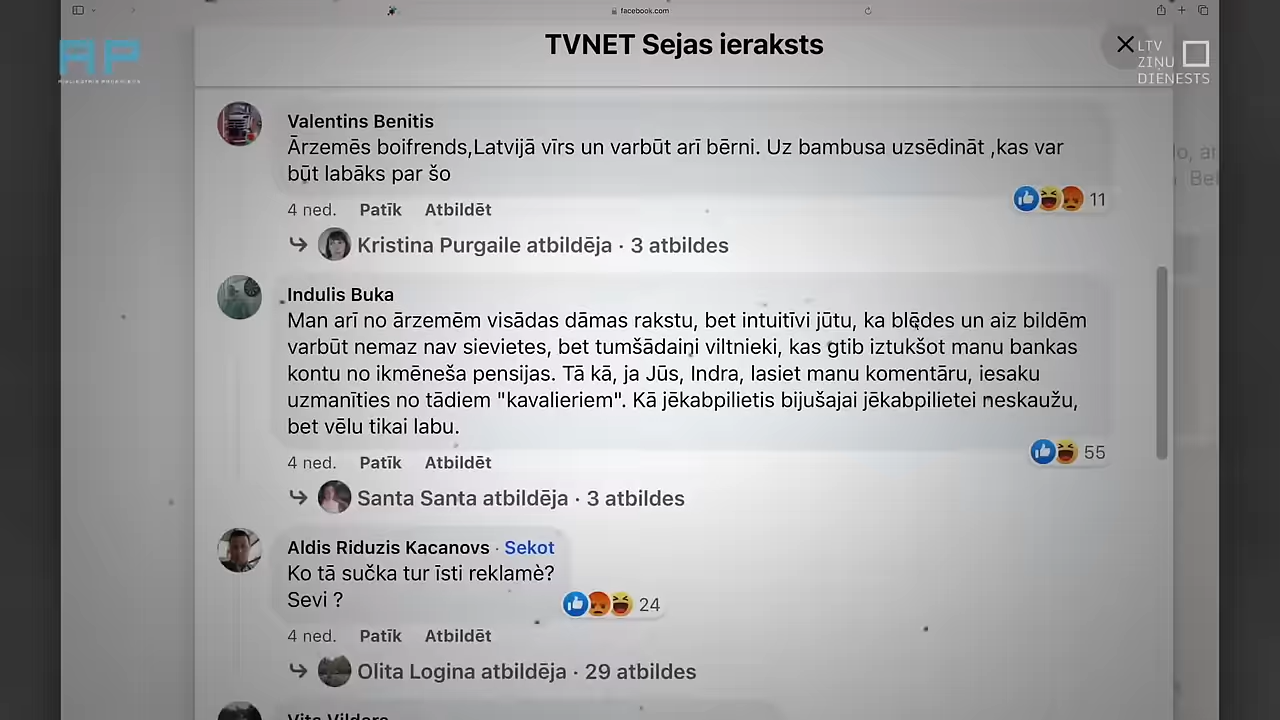 facebook.com
AP
LTV
ZIŅU
DIENESTS
TVNET Sejas ieraksts
Valentins Benitis
Ārzemēs boifrends,Latvijā vīrs un varbūt arī bērni. Uz bambusa uzsēdināt ,kas var
būt labāks par šo
11
4 ned. Patīk Atbildēt
Kristina Purgaile atbildēja · 3 atbildes
Indulis Buka
Man arī no ārzemēm visādas dāmas rakstu, bet intuitīvi jūtu, ka blēdes un aiz bildēm
varbūt nemaz nav sievietes, bet tumšādaiņi viltnieki, kas gtib iztukšot manu bankas
kontu no ikmēneša pensijas. Tā kā, ja Jūs, Indra, lasiet manu komentāru, iesaku
uzmanīties no tādiem "kavalieriem". Kā jēkabpilietis bijušajai jēkabpilietei neskaužu,
bet vēlu tikai labu.
55
4 ned. Patīk Atbildēt
Santa Santa atbildēja · 3 atbildes
Aldis Riduzis Kacanovs · Sekot
Ko tā sučka tur īsti reklamè?
Sevi ?
24
4 ned. Patīk Atbildēt
Olita Logina atbildēja · 29 atbildes